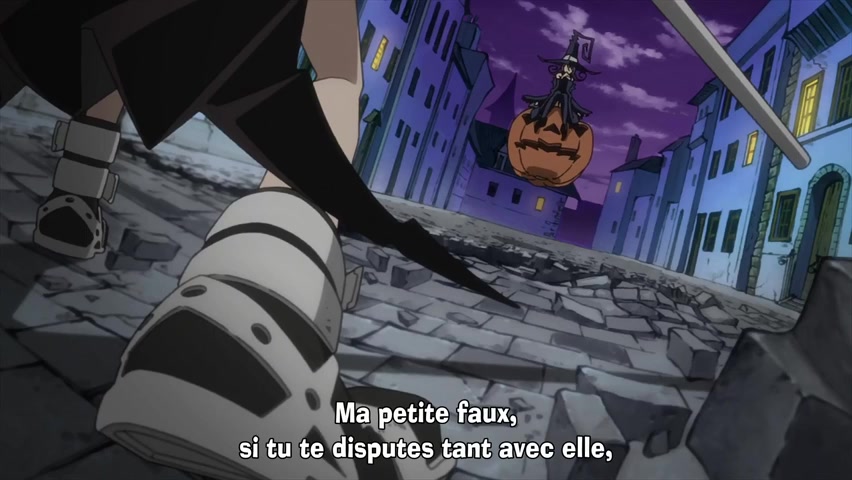 Ma petite faux,
si tu te disputes tant avec elle,